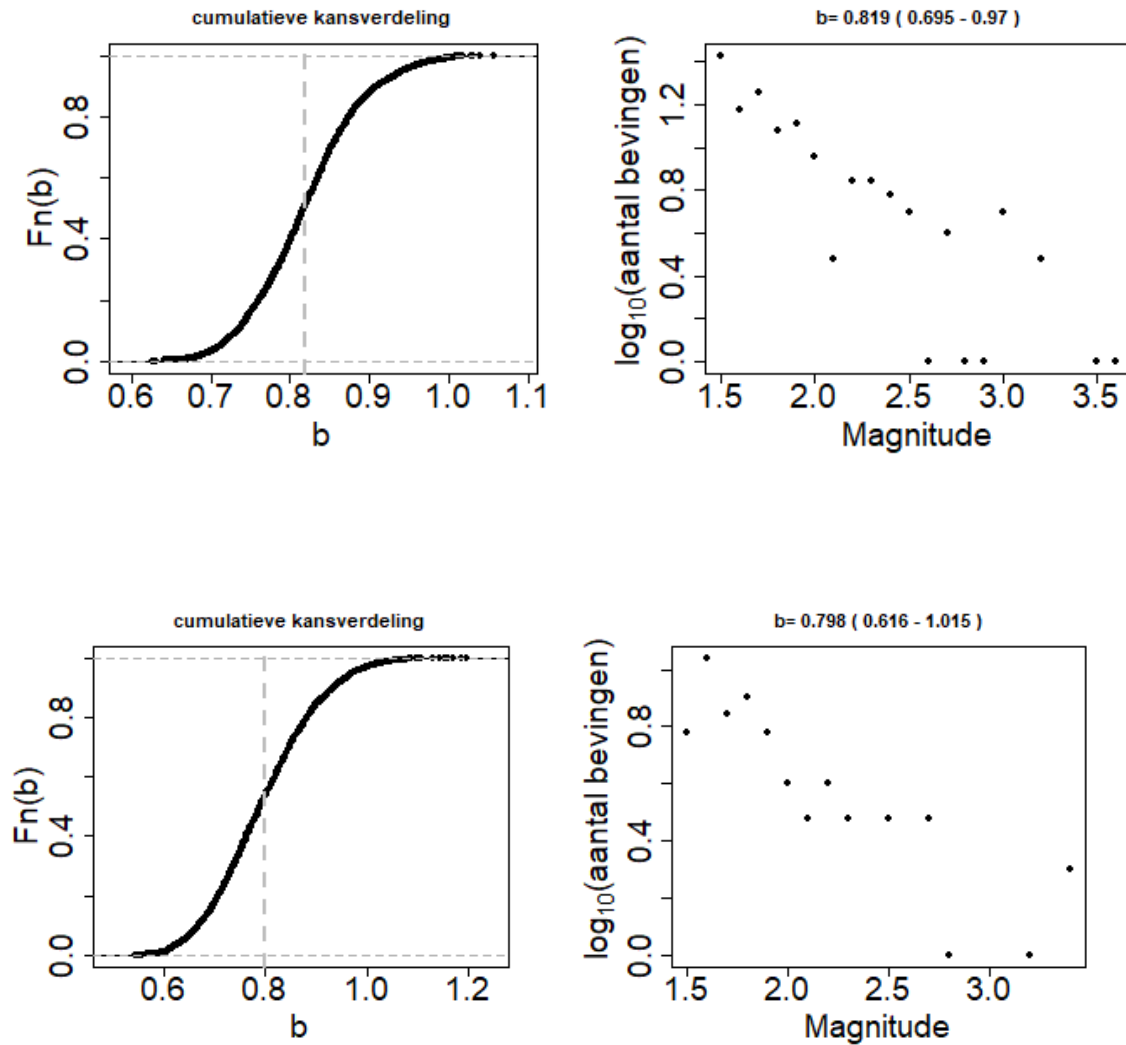 cumulatieve kansverdeling
Fn(b)
0.0 0.4 0.8
0.6 0.7 0.8 0.9 1.0 1.1
b
b= 0.819 ( 0.695 - 0.97 )
log10(aantal bevingen)
0.0 0.4 0.8 1.2
1.5 2.0 2.5 3.0 3.5
Magnitude
cumulatieve kansverdeling
Fn(b)
0.0 0.4 0.8
0.6 0.8 1.0 1.2
b
b= 0.798 ( 0.616 - 1.015 )
log10(aantal bevingen)
0.0 0.4 0.8
1.5 2.0 2.5 3.0
Magnitude